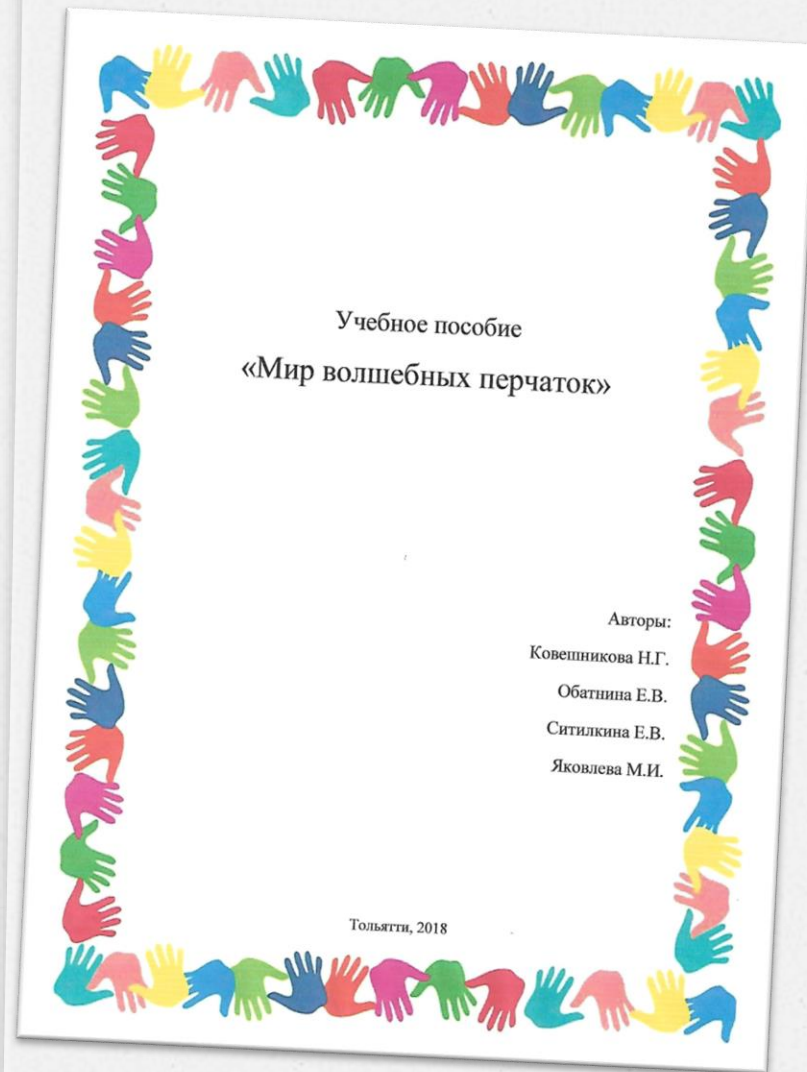 Учебное пособие
«Мир волшебных перчаток»
Авторы:
Ковешникова Н.Г.
Обатнина Е.В.
Ситилкина Е.В.
Яковлева М.И.
Тольятти, 2018